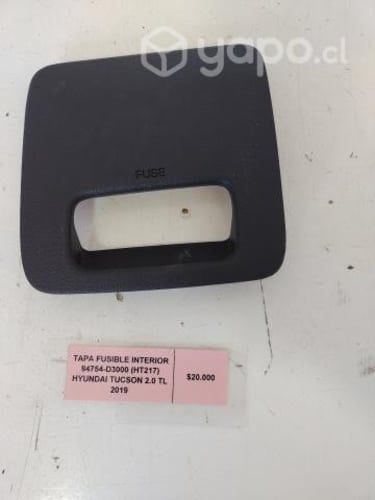 yapo.cl
FUSE
TAPA FUSIBLE INTERIOR
94754-D3000 (HT217)
HYUNDAI TUCSON 2.0 TL
2019
$20.000